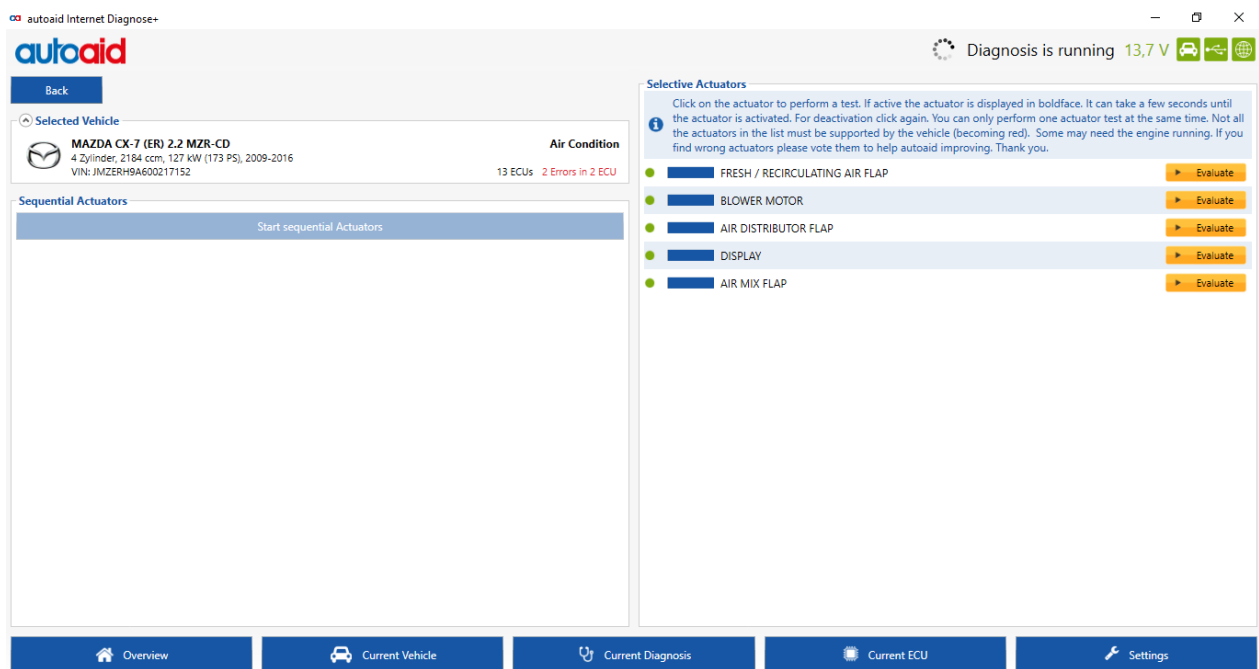 autoaid Internet Diagnose+
autoaid
Diagnosis is running 13,7 V
Back
Selected Vehicle
MAZDA CX-7 (ER) 2.2 MZR-CD
Air Condition
4 Zylinder, 2184 ccm, 127 kW (173 PS), 2009-2016
VIN: JMZERH9A600217152
13 ECUs 2 Errors in 2 ECU
Sequential Actuators
Start sequential Actuators
Selective Actuators
Click on the actuator to perform a test. If active the actuator is displayed in boldface. It can take a few seconds until
the actuator is activated. For deactivation click again. You can only perform one actuator test at the same time. Not all
the actuators in the list must be supported by the vehicle (becoming red). Some may need the engine running. If you
find wrong actuators please vote them to help autoaid improving. Thank you.
FRESH / RECIRCULATING AIR FLAP Evaluate
BLOWER MOTOR Evaluate
AIR DISTRIBUTOR FLAP Evaluate
DISPLAY Evaluate
AIR MIX FLAP Evaluate
Overview
Current Vehicle
Current Diagnosis
Current ECU
Settings